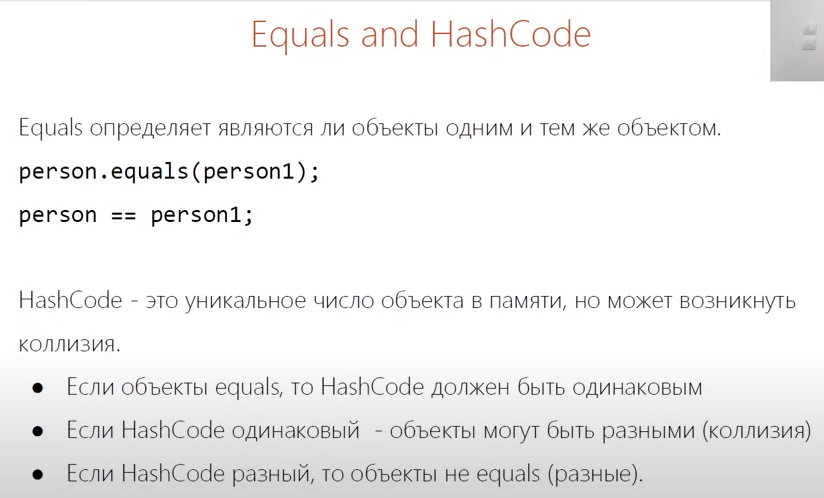 Equals and HashCode
Equals определяет являются ли объекты одним и тем же объектом.
person.equals(person1);
person == person1;
HashCode - это уникальное число объекта в памяти, но может возникнуть
коллизия.
● Если объекты equals, то HashCode должен быть одинаковым
● Если HashCode одинаковый - объекты могут быть разными (коллизия)
● Если HashCode разный, то объекты не equals (разные).